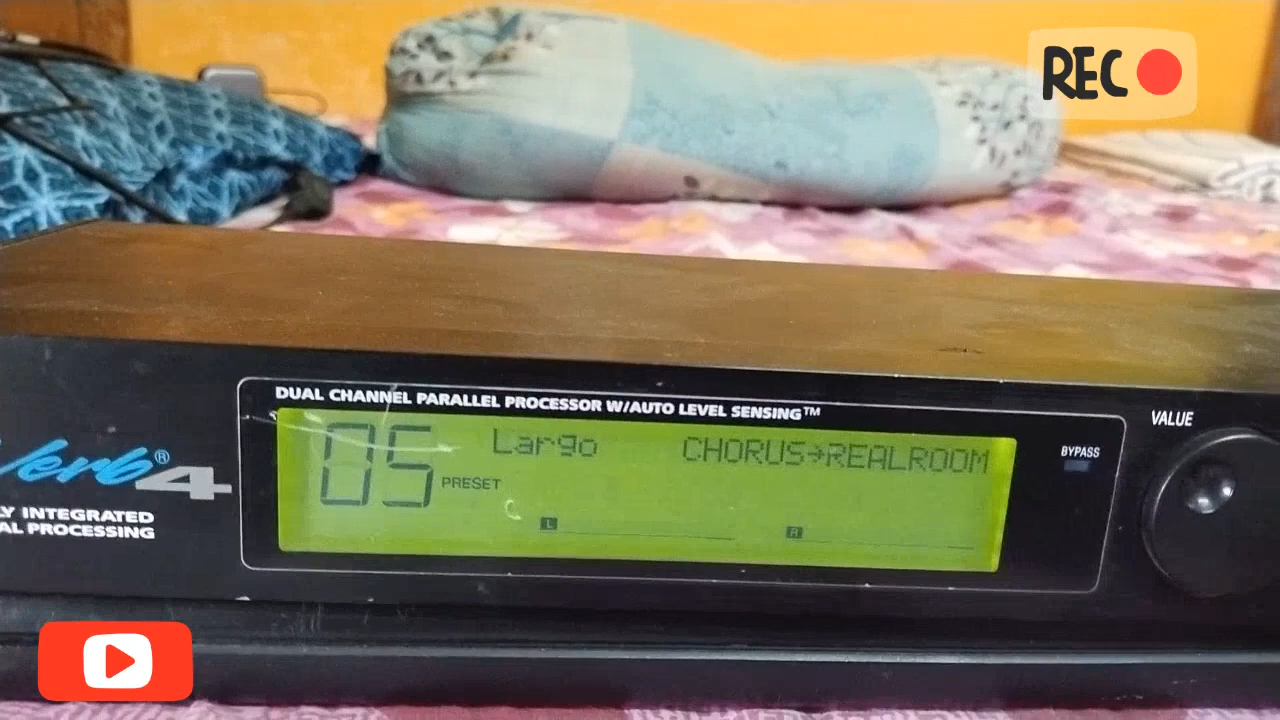 REC
DUAL CHANNEL PARALLEL PROCESSOR W/AUTO LEVEL SENSING™
VALUE
05 PRESET
Largo CHORUS→REALROOM
BYPASS
L R
Verb®4
LY INTEGRATED
AL PROCESSING